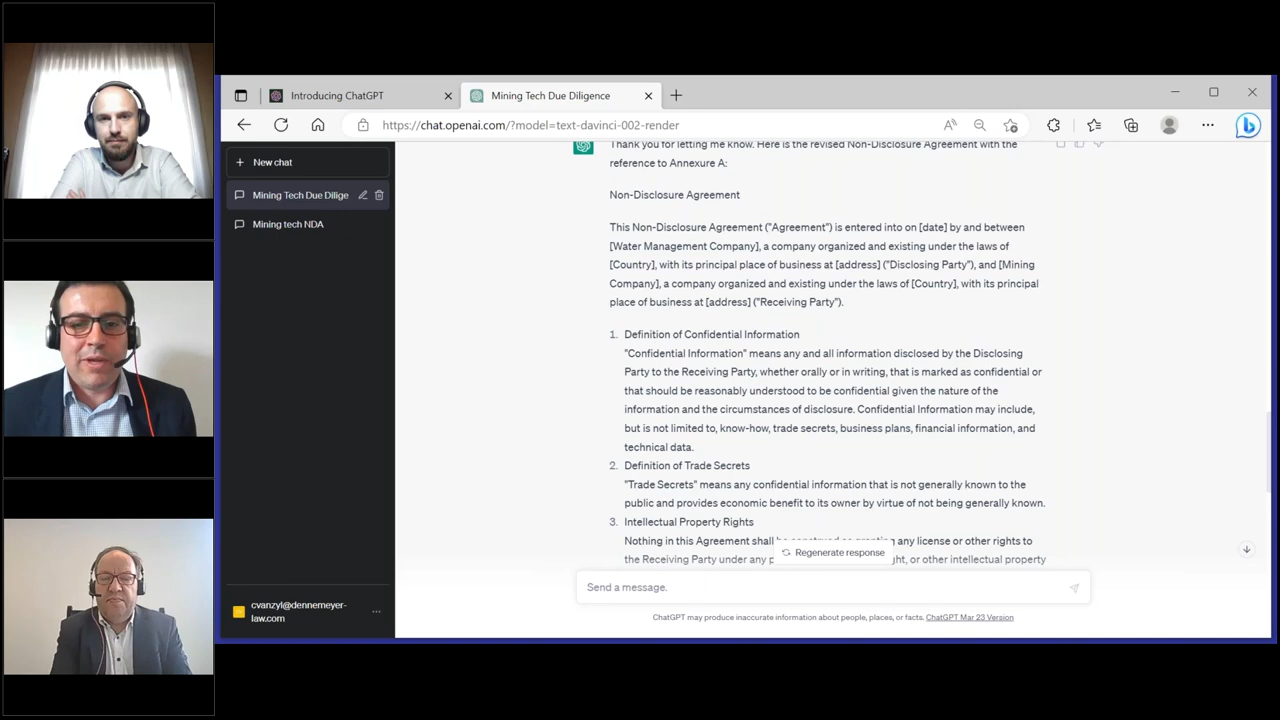 Introducing ChatGPT
Mining Tech Due Diligence
https://chat.openai.com/?model=text-davinci-002-render
New chat
Mining Tech Due Dilige
Mining tech NDA
cvanzyl@dennemeyer-
law.com
Thank you for letting me know. Here is the revised Non-Disclosure Agreement with the
reference to Annexure A:
Non-Disclosure Agreement
This Non-Disclosure Agreement ("Agreement") is entered into on [date] by and between
[Water Management Company], a company organized and existing under the laws of
[Country], with its principal place of business at [address] ("Disclosing Party"), and [Mining
Company], a company organized and existing under the laws of [Country], with its principal
place of business at [address] ("Receiving Party").
1. Definition of Confidential Information
"Confidential Information" means any and all information disclosed by the Disclosing
Party to the Receiving Party, whether orally or in writing, that is marked as confidential or
that should be reasonably understood to be confidential given the nature of the
information and the circumstances of disclosure. Confidential Information may include,
but is not limited to, know-how, trade secrets, business plans, financial information, and
technical data.
2. Definition of Trade Secrets
"Trade Secrets" means any confidential information that is not generally known to the
public and provides economic benefit to its owner by virtue of not being generally known.
3. Intellectual Property Rights
Nothing in this Agreement shall any license or other rights to
the Receiving Party under any or other intellectual property
Regenerate response
Send a message.
ChatGPT may produce inaccurate information about people, places, or facts. ChatGPT Mar 23 Version